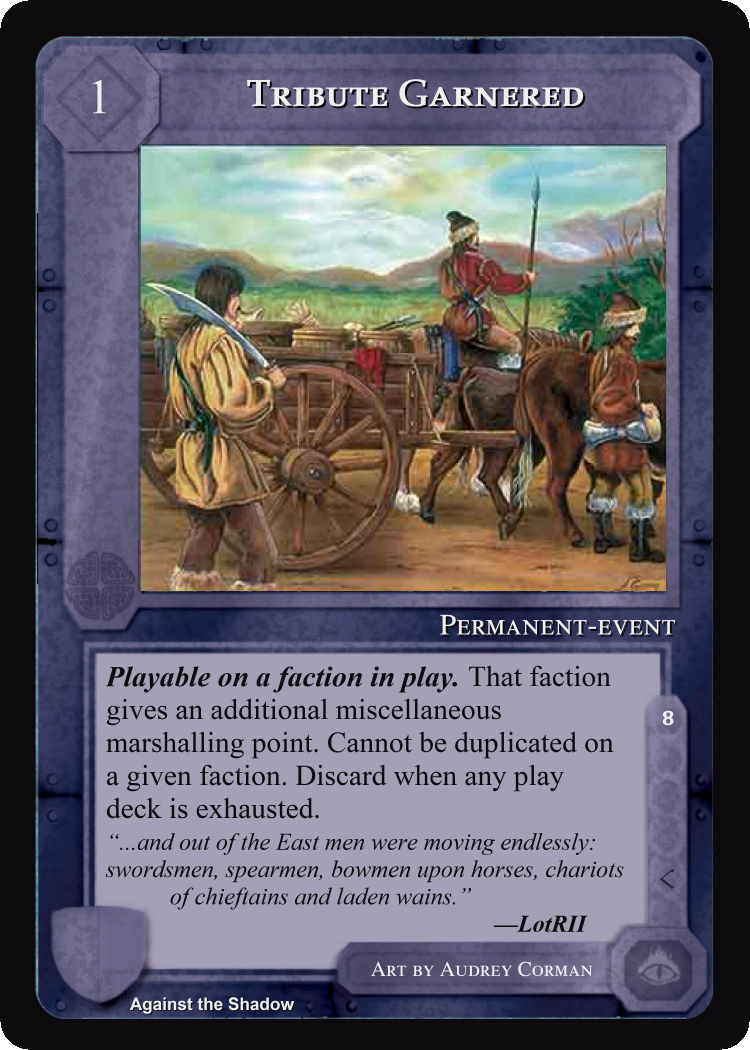 1
Tribute Garnered
Permanent-event
Playable on a faction in play. That faction
gives an additional miscellaneous
marshalling point. Cannot be duplicated on
a given faction. Discard when any play
deck is exhausted.
“...and out of the East men were moving endlessly:
swordsmen, spearmen, bowmen upon horses, chariots
of chieftains and laden wains.”
—LotRII
8
Art by Audrey Corman
Against the Shadow